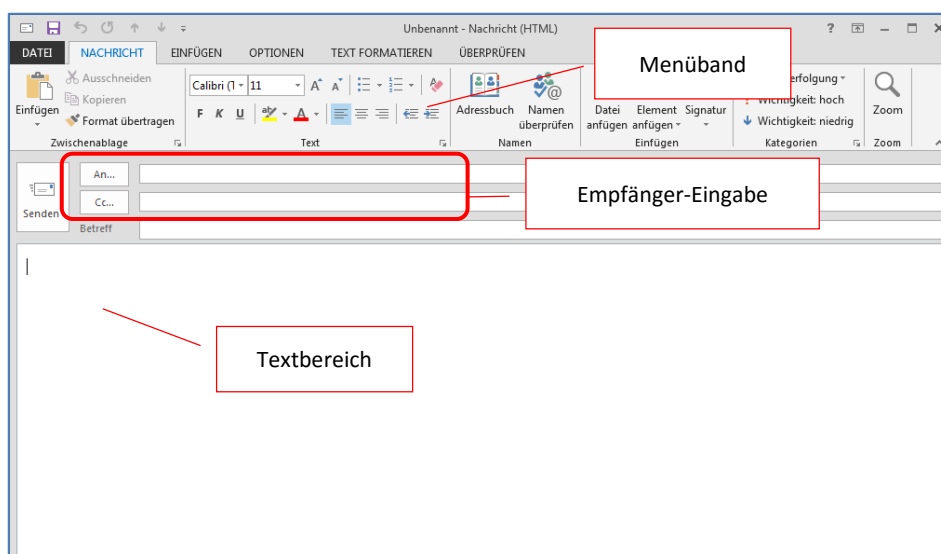 Unbenannt - Nachricht (HTML)
DATEI NACHRICHT EINFÜGEN OPTIONEN TEXT FORMATIEREN ÜBERPRÜFEN
Menüband
Ausschneiden
Kopieren
Format übertragen
Einfügen
Zwischenablage
Calibri (T 11
F K U
Text
Adressbuch
Namen überprüfen
Namen
Datei anfügen
Element anfügen
Signatur
Einfügen
erfolgung
Wichtigkeit: hoch
Wichtigkeit: niedrig
Kategorien
Zoom
Zoom
An...
Cc...
Senden
Betreff
Empfänger-Eingabe
Textbereich